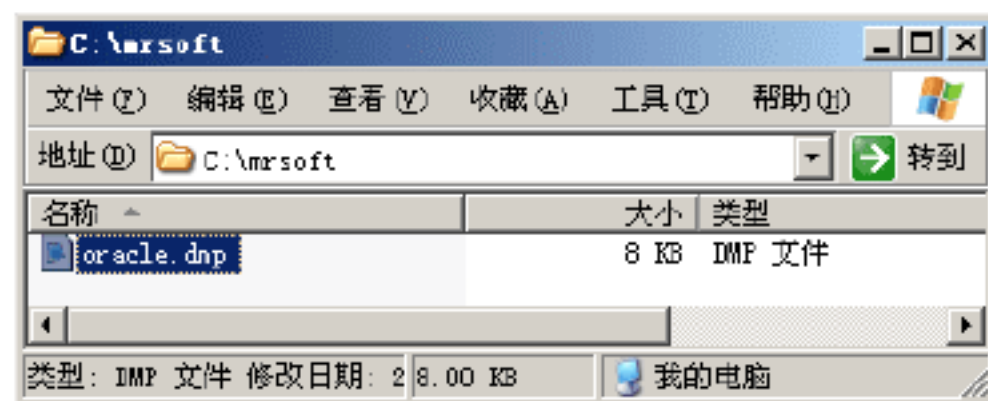 C:\mrsoft
文件(F) 编辑(E) 查看(V) 收藏(A) 工具(T) 帮助(H)
地址(D) C:\mrsoft 转到
名称 大小 类型
oracle.dmp 8 KB DMP 文件
类型: DMP 文件 修改日期: 2 8.00 KB 我的电脑